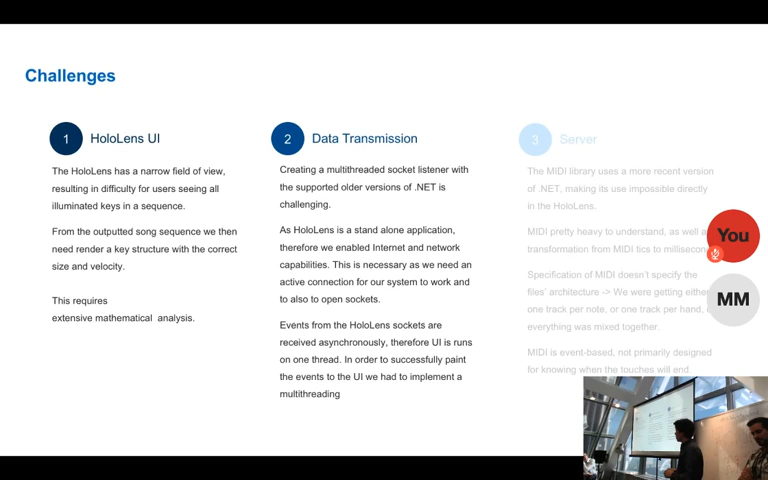 Challenges
1
HoloLens UI
The HoloLens has a narrow field of view,
resulting in difficulty for users seeing all
illuminated keys in a sequence.
From the outputted song sequence we then
need render a key structure with the correct
size and velocity.
This requires
extensive mathematical analysis.
2
Data Transmission
Creating a multithreaded socket listener with
the supported older versions of .NET is
challenging.
As HoloLens is a stand alone application,
therefore we enabled Internet and network
capabilities. This is necessary as we need an
active connection for our system to work and
to also to open sockets.
Events from the HoloLens sockets are
received asynchronously, therefore UI is runs
on one thread. In order to successfully paint
the events to the UI we had to implement a
multithreading
3
Server
The MIDI library uses a more recent version
of .NET, making its use impossible directly
in the HoloLens.
MIDI pretty heavy to understand, as well a
transformation from MIDI tics to millisecon
Specification of MIDI doesn't specify the
files' architecture -> We were getting either
one track per note, or one track per hand,
everything was mixed together.
MIDI is event-based, not primarily designed
for knowing when the touches will end.
You
MM